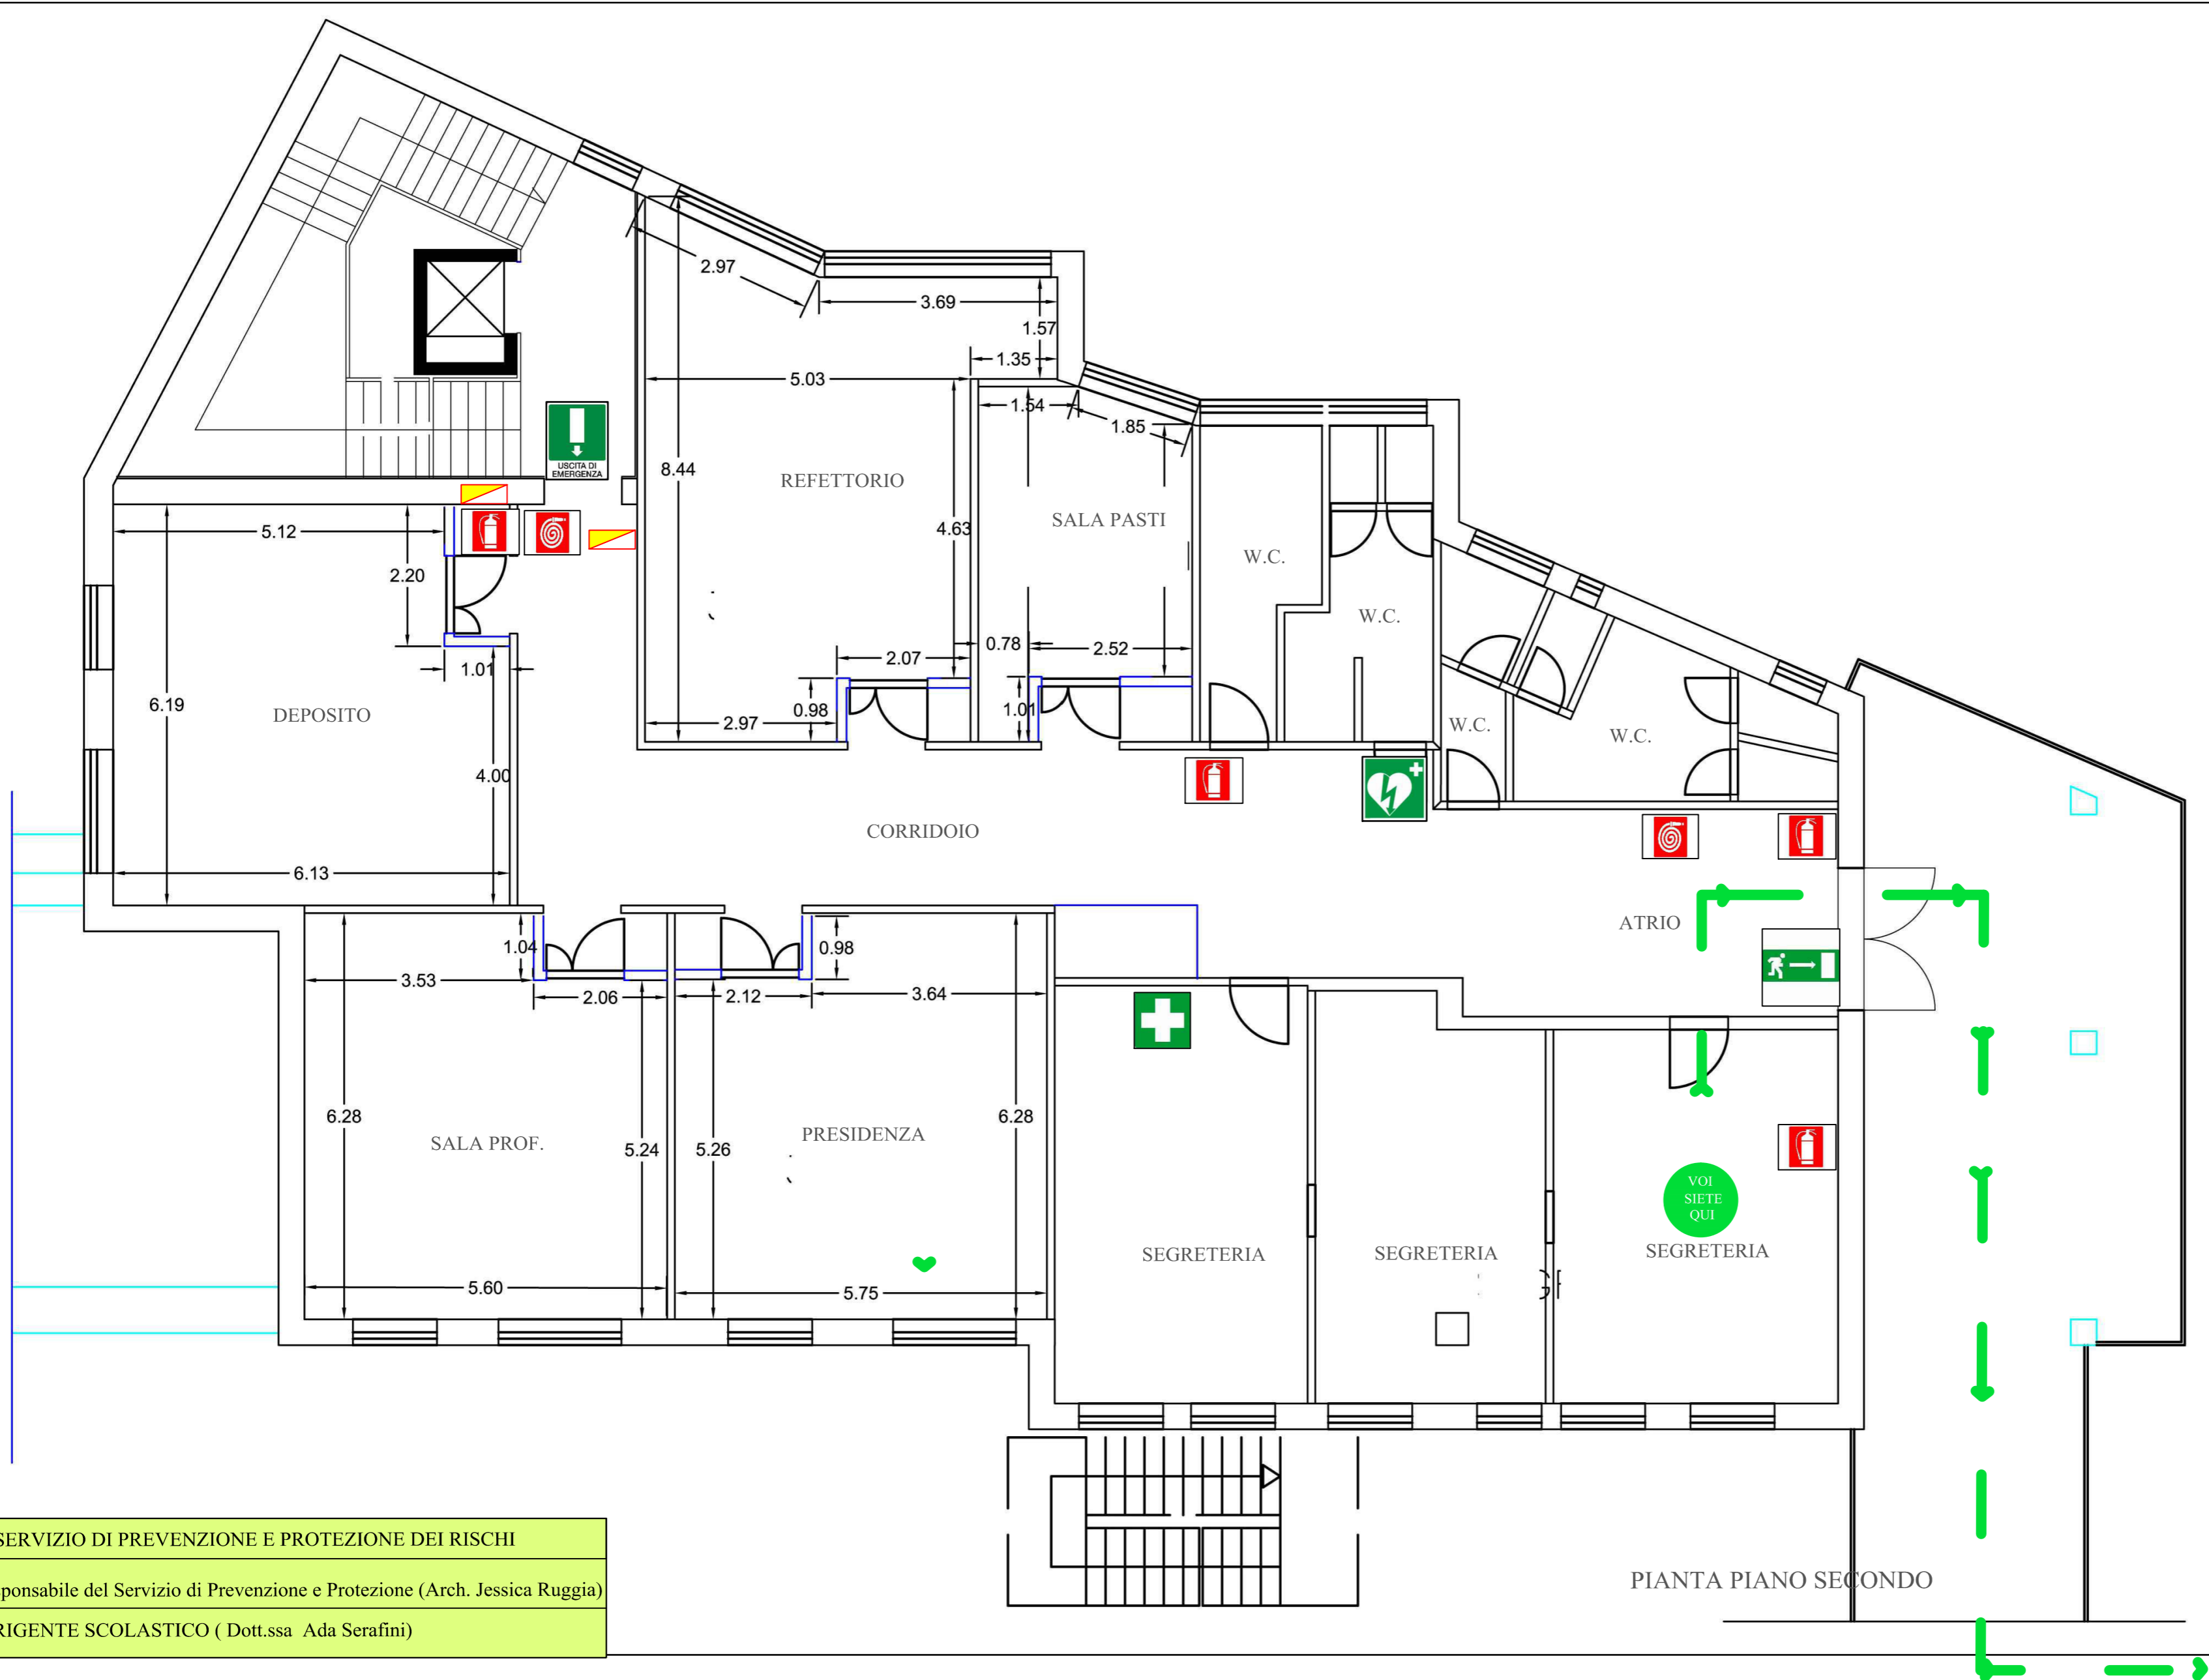 2.97
3.69
1.57
1.35
5.03
1.54
1.85
USCITA DI
EMERGENZA
8.44
REFETTORIO
4.63
SALA PASTI
5.12
2.20
W.C.
W.C.
0.78
2.52
2.07
1.01
6.19
DEPOSITO
2.97
0.98
1.01
W.C.
W.C.
4.00
CORRIDOIO
6.13
ATRIO
1.04
0.98
3.53
2.06
2.12
3.64
6.28
SALA PROF.
5.24
5.26
PRESIDENZA
6.28
VOI
SIETE
QUI
SEGRETERIA
SEGRETERIA
SEGRETERIA
5.60
5.75
SERVIZIO DI PREVENZIONE E PROTEZIONE DEI RISCHI
ponsabile del Servizio di Prevenzione e Protezione (Arch. Jessica Ruggia)
RIGENTE SCOLASTICO ( Dott.ssa Ada Serafini)
PIANTA PIANO SECONDO